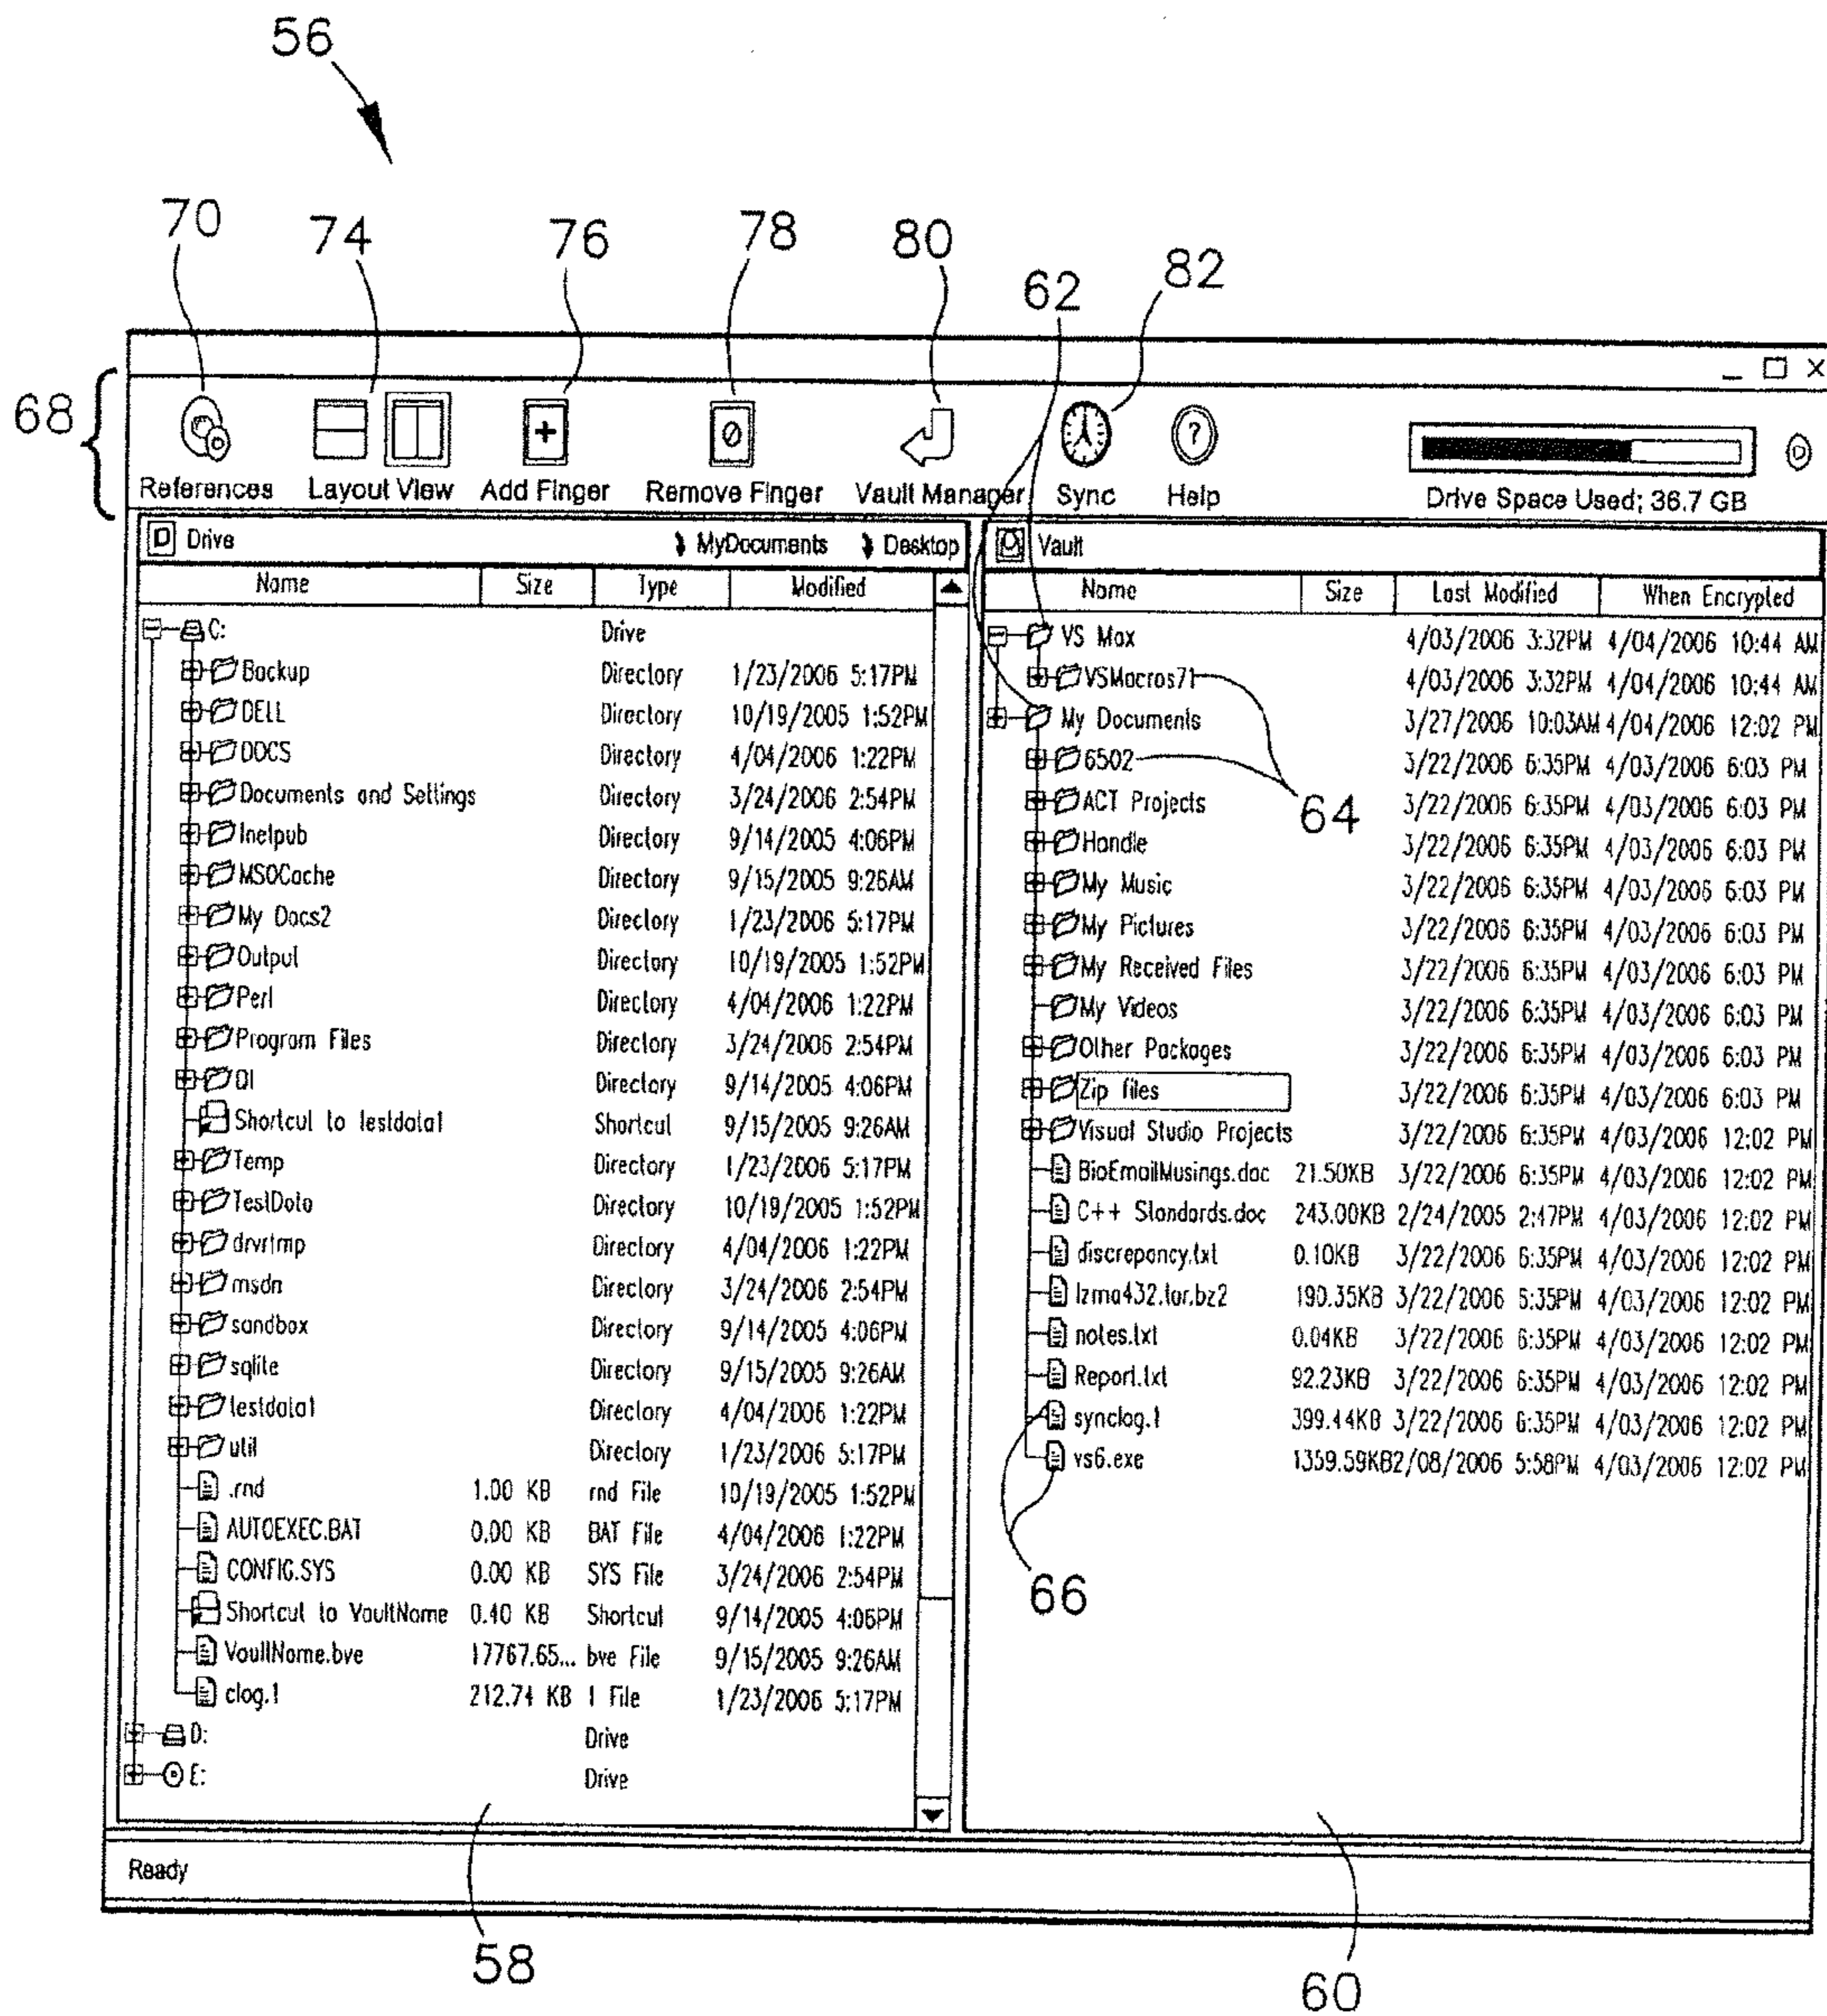 56
70 74 76 78 80 62 82
68
References Layout View Add Finger Remove Finger Vault Manager Sync Help Drive Space Used; 36.7 GB
Drive MyDocuments Desktop
Name Size Type Modified
C: Drive
Backup Directory 1/23/2006 5:17PM
DELL Directory 10/19/2005 1:52PM
DOCS Directory 4/04/2006 1:22PM
Documents and Settings Directory 3/24/2006 2:54PM
Inetpub Directory 9/14/2005 4:06PM
MSOCache Directory 9/15/2005 9:26AM
My Docs2 Directory 1/23/2006 5:17PM
Output Directory 10/19/2005 1:52PM
Perl Directory 4/04/2006 1:22PM
Program Files Directory 3/24/2006 2:54PM
Directory 9/14/2005 4:06PM
Shortcut to testdata1 Shortcut 9/15/2005 9:26AM
Temp Directory 1/23/2006 5:17PM
TestData Directory 10/19/2005 1:52PM
drvrtmp Directory 4/04/2006 1:22PM
msdn Directory 3/24/2006 2:54PM
sandbox Directory 9/14/2005 4:06PM
sqlite Directory 9/15/2005 9:26AM
testdata1 Directory 4/04/2006 1:22PM
util Directory 1/23/2006 5:17PM
.rnd 1.00 KB rnd File 10/19/2005 1:52PM
AUTOEXEC.BAT 0.00 KB BAT File 4/04/2006 1:22PM
CONFIG.SYS 0.00 KB SYS File 3/24/2006 2:54PM
Shortcut to VaultName 0.40 KB Shortcut 9/14/2005 4:06PM
VaultName.bve 17767.65... bve File 9/15/2005 9:26AM
clog.1 212.74 KB 1 File 1/23/2006 5:17PM
D: Drive
E: Drive
Vault
Name Size Last Modified When Encrypted
VS Max 4/03/2006 3:32PM 4/04/2006 10:44 AM
VSMacros71 4/03/2006 3:32PM 4/04/2006 10:44 AM
My Documents 3/27/2006 10:03AM 4/04/2006 12:02 PM
6502 3/22/2006 6:35PM 4/03/2006 6:03 PM
ACT Projects 3/22/2006 6:35PM 4/03/2006 6:03 PM
64
Handle 3/22/2006 6:35PM 4/03/2006 6:03 PM
My Music 3/22/2006 6:35PM 4/03/2006 6:03 PM
My Pictures 3/22/2006 6:35PM 4/03/2006 6:03 PM
My Received Files 3/22/2006 6:35PM 4/03/2006 6:03 PM
My Videos 3/22/2006 6:35PM 4/03/2006 6:03 PM
Other Packages 3/22/2006 6:35PM 4/03/2006 6:03 PM
Zip files 3/22/2006 6:35PM 4/03/2006 6:03 PM
Visual Studio Projects 3/22/2006 6:35PM 4/03/2006 12:02 PM
BioEmailMusings.doc 21.50KB 3/22/2006 6:35PM 4/03/2006 12:02 PM
C++ Standards.doc 243.00KB 2/24/2005 2:47PM 4/03/2006 12:02 PM
discrepancy.txt 0.10KB 3/22/2006 6:35PM 4/03/2006 12:02 PM
lzma432.tar.bz2 190.35KB 3/22/2006 6:35PM 4/03/2006 12:02 PM
notes.txt 0.04KB 3/22/2006 6:35PM 4/03/2006 12:02 PM
Report.txt 92.23KB 3/22/2006 6:35PM 4/03/2006 12:02 PM
synclog.1 399.44KB 3/22/2006 6:35PM 4/03/2006 12:02 PM
vs6.exe 1359.59KB 2/08/2006 5:58PM 4/03/2006 12:02 PM
66
Ready
58 60